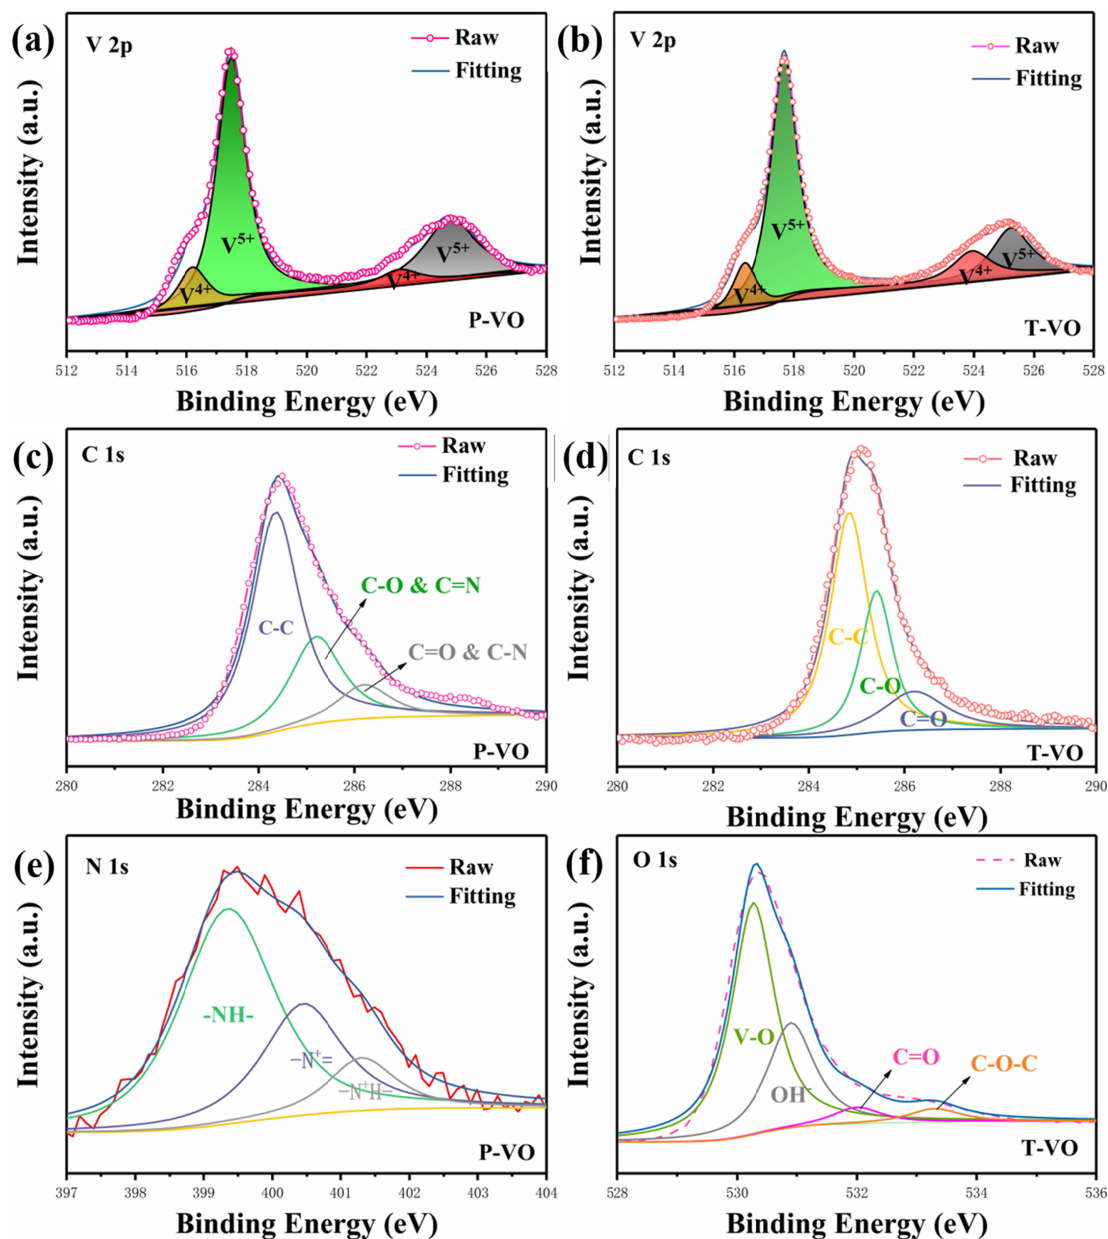 (a)
V 2p
Raw
Fitting
V5+
V4+
V5+
V4+
P-VO
Intensity (a.u.)
512 514 516 518 520 522 524 526 528
Binding Energy (eV)
(b)
V 2p
Raw
Fitting
V5+
V4+
V5+
V4+
T-VO
Intensity (a.u.)
512 514 516 518 520 522 524 526 528
Binding Energy (eV)
(c)
C 1s
Raw
Fitting
C-O & C=N
C-C
C=O & C-N
P-VO
Intensity (a.u.)
280 282 284 286 288 290
Binding Energy (eV)
(d)
C 1s
Raw
Fitting
C-C
C-O
C=O
T-VO
Intensity (a.u.)
280 282 284 286 288 290
Binding Energy (eV)
(e)
N 1s
Raw
Fitting
-NH-
–N+=
–N+H–
P-VO
Intensity (a.u.)
397 398 399 400 401 402 403 404
Binding Energy (eV)
(f)
O 1s
Raw
Fitting
V-O
OH-
C=O
C-O-C
T-VO
Intensity (a.u.)
528 530 532 534 536
Binding Energy (eV)